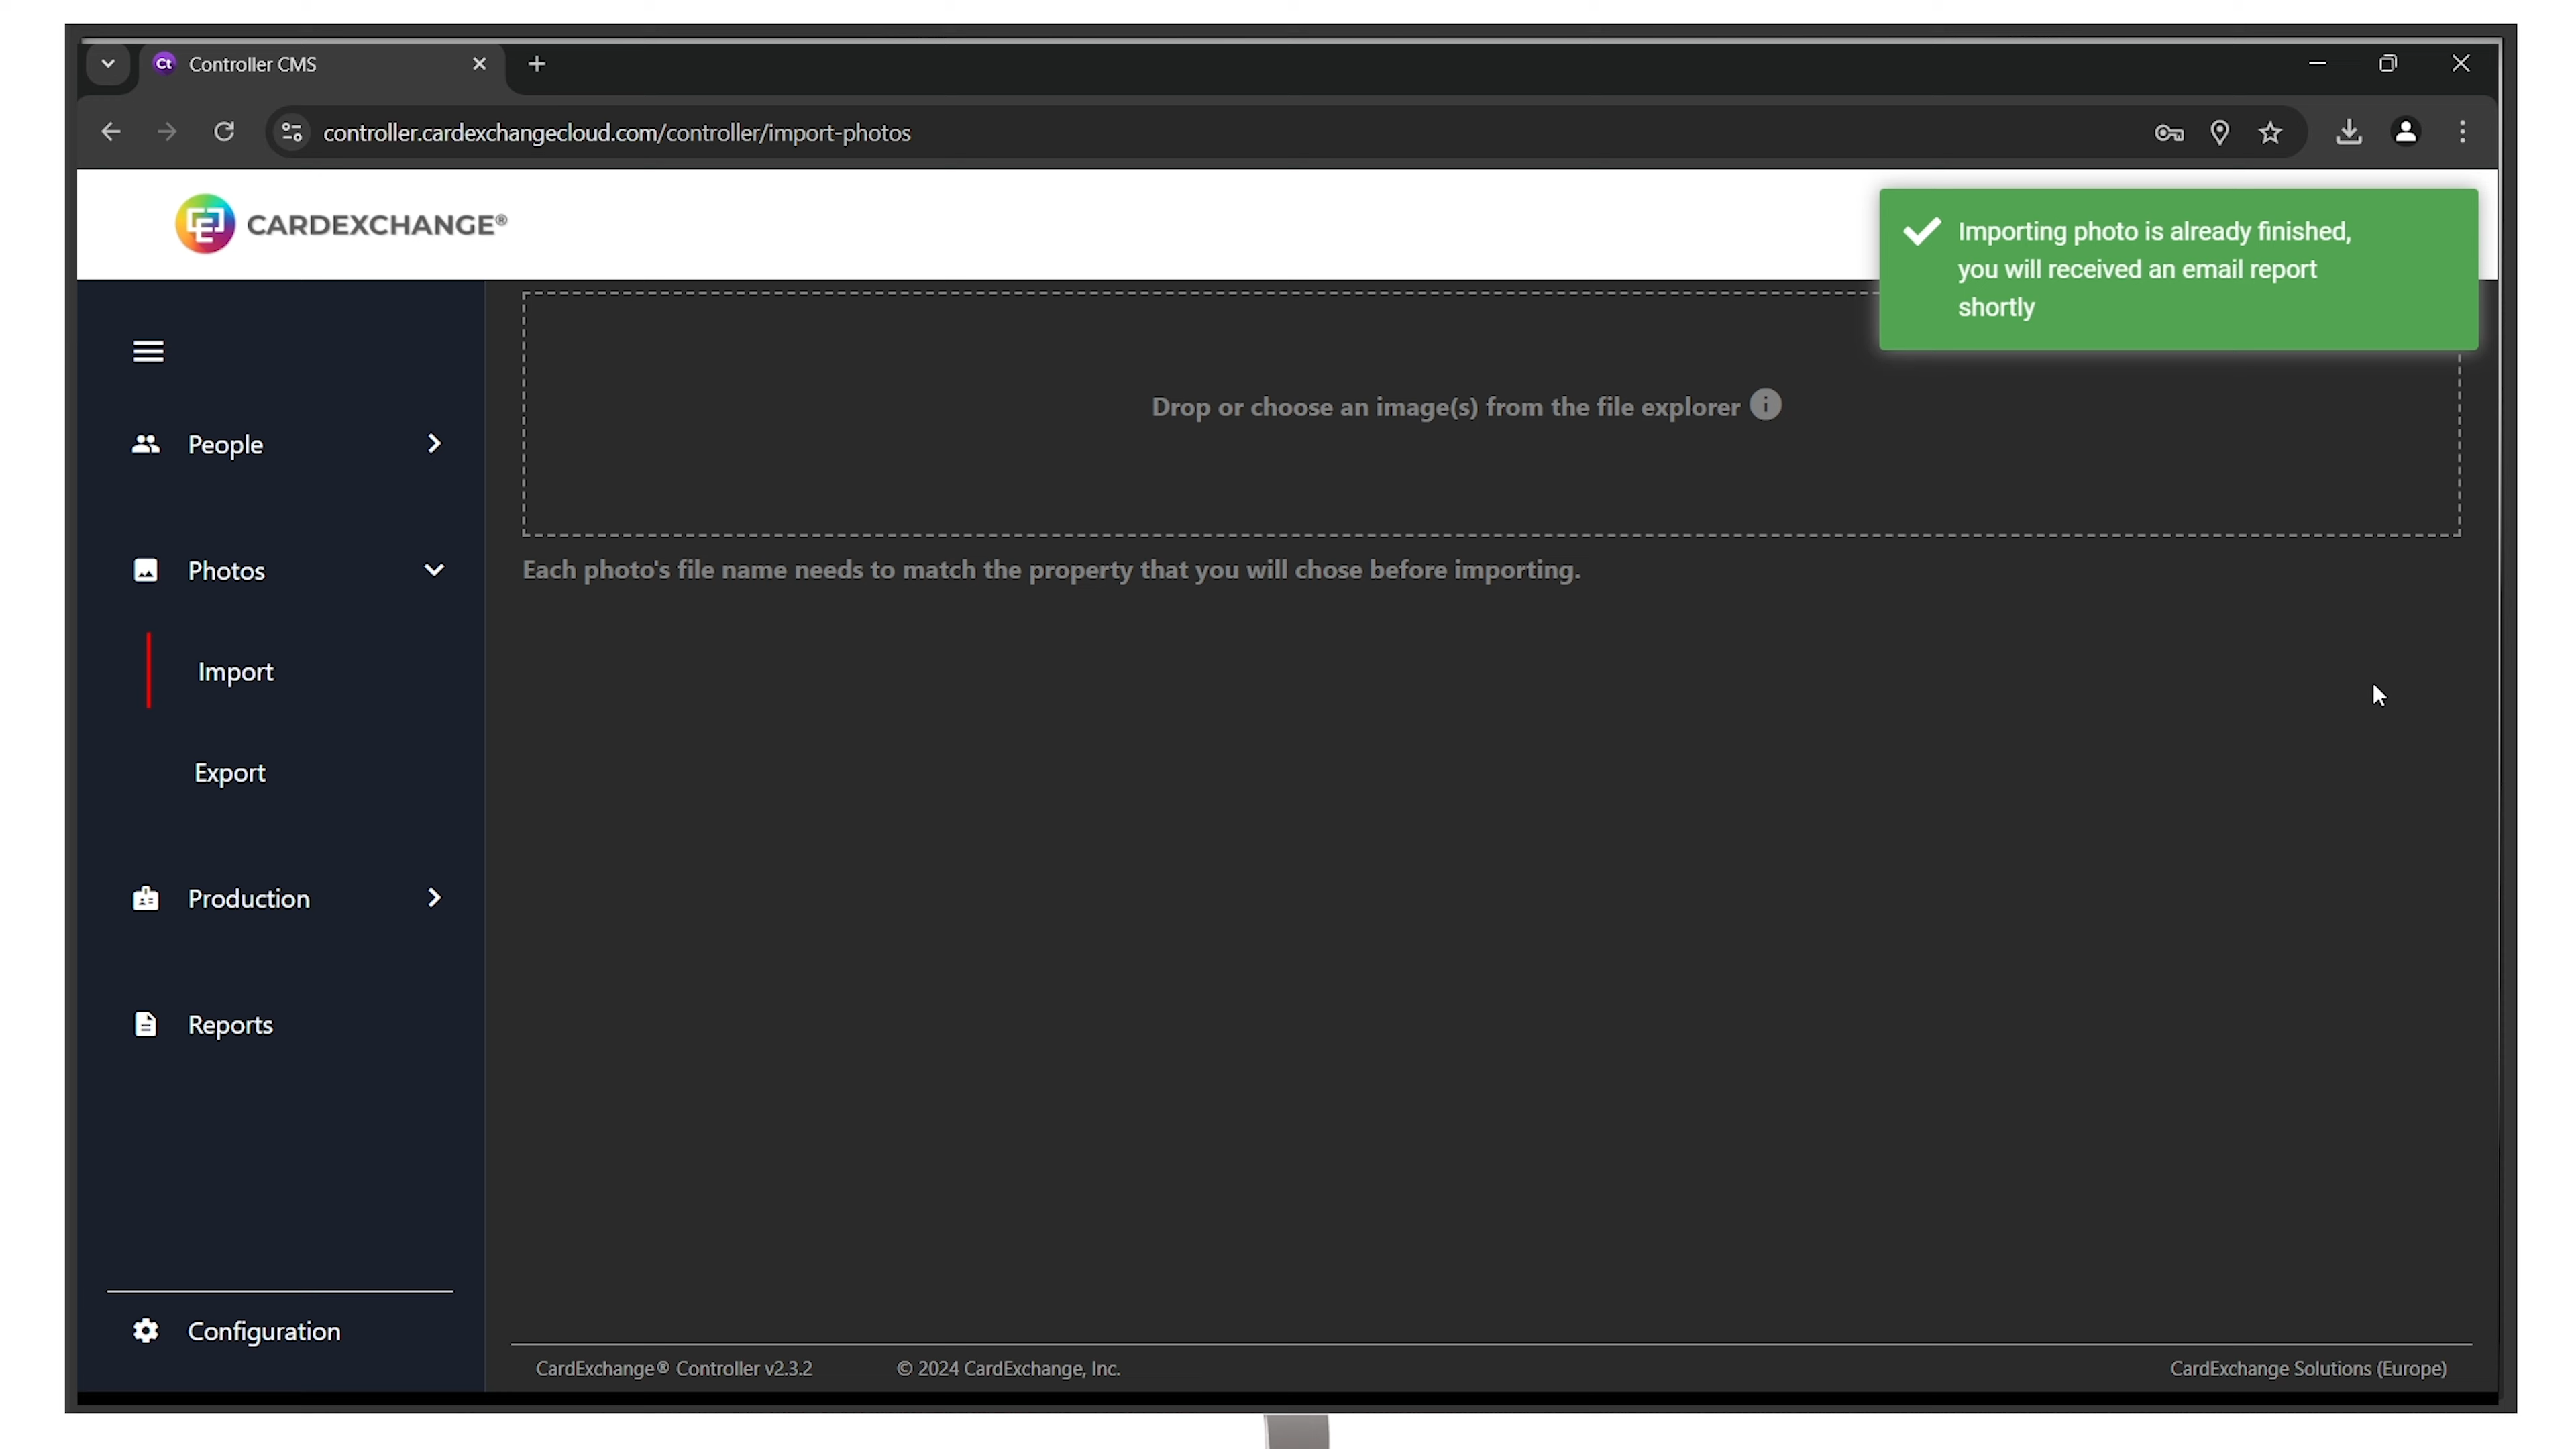 Ct Controller CMS
controller.cardexchangecloud.com/controller/import-photos
CARDEXCHANGE®
Importing photo is already finished,
you will received an email report
shortly
Drop or choose an image(s) from the file explorer
Each photo's file name needs to match the property that you will chose before importing.
People
Photos
Import
Export
Production
Reports
Configuration
CardExchange® Controller v2.3.2
© 2024 CardExchange, Inc.
CardExchange Solutions (Europe)